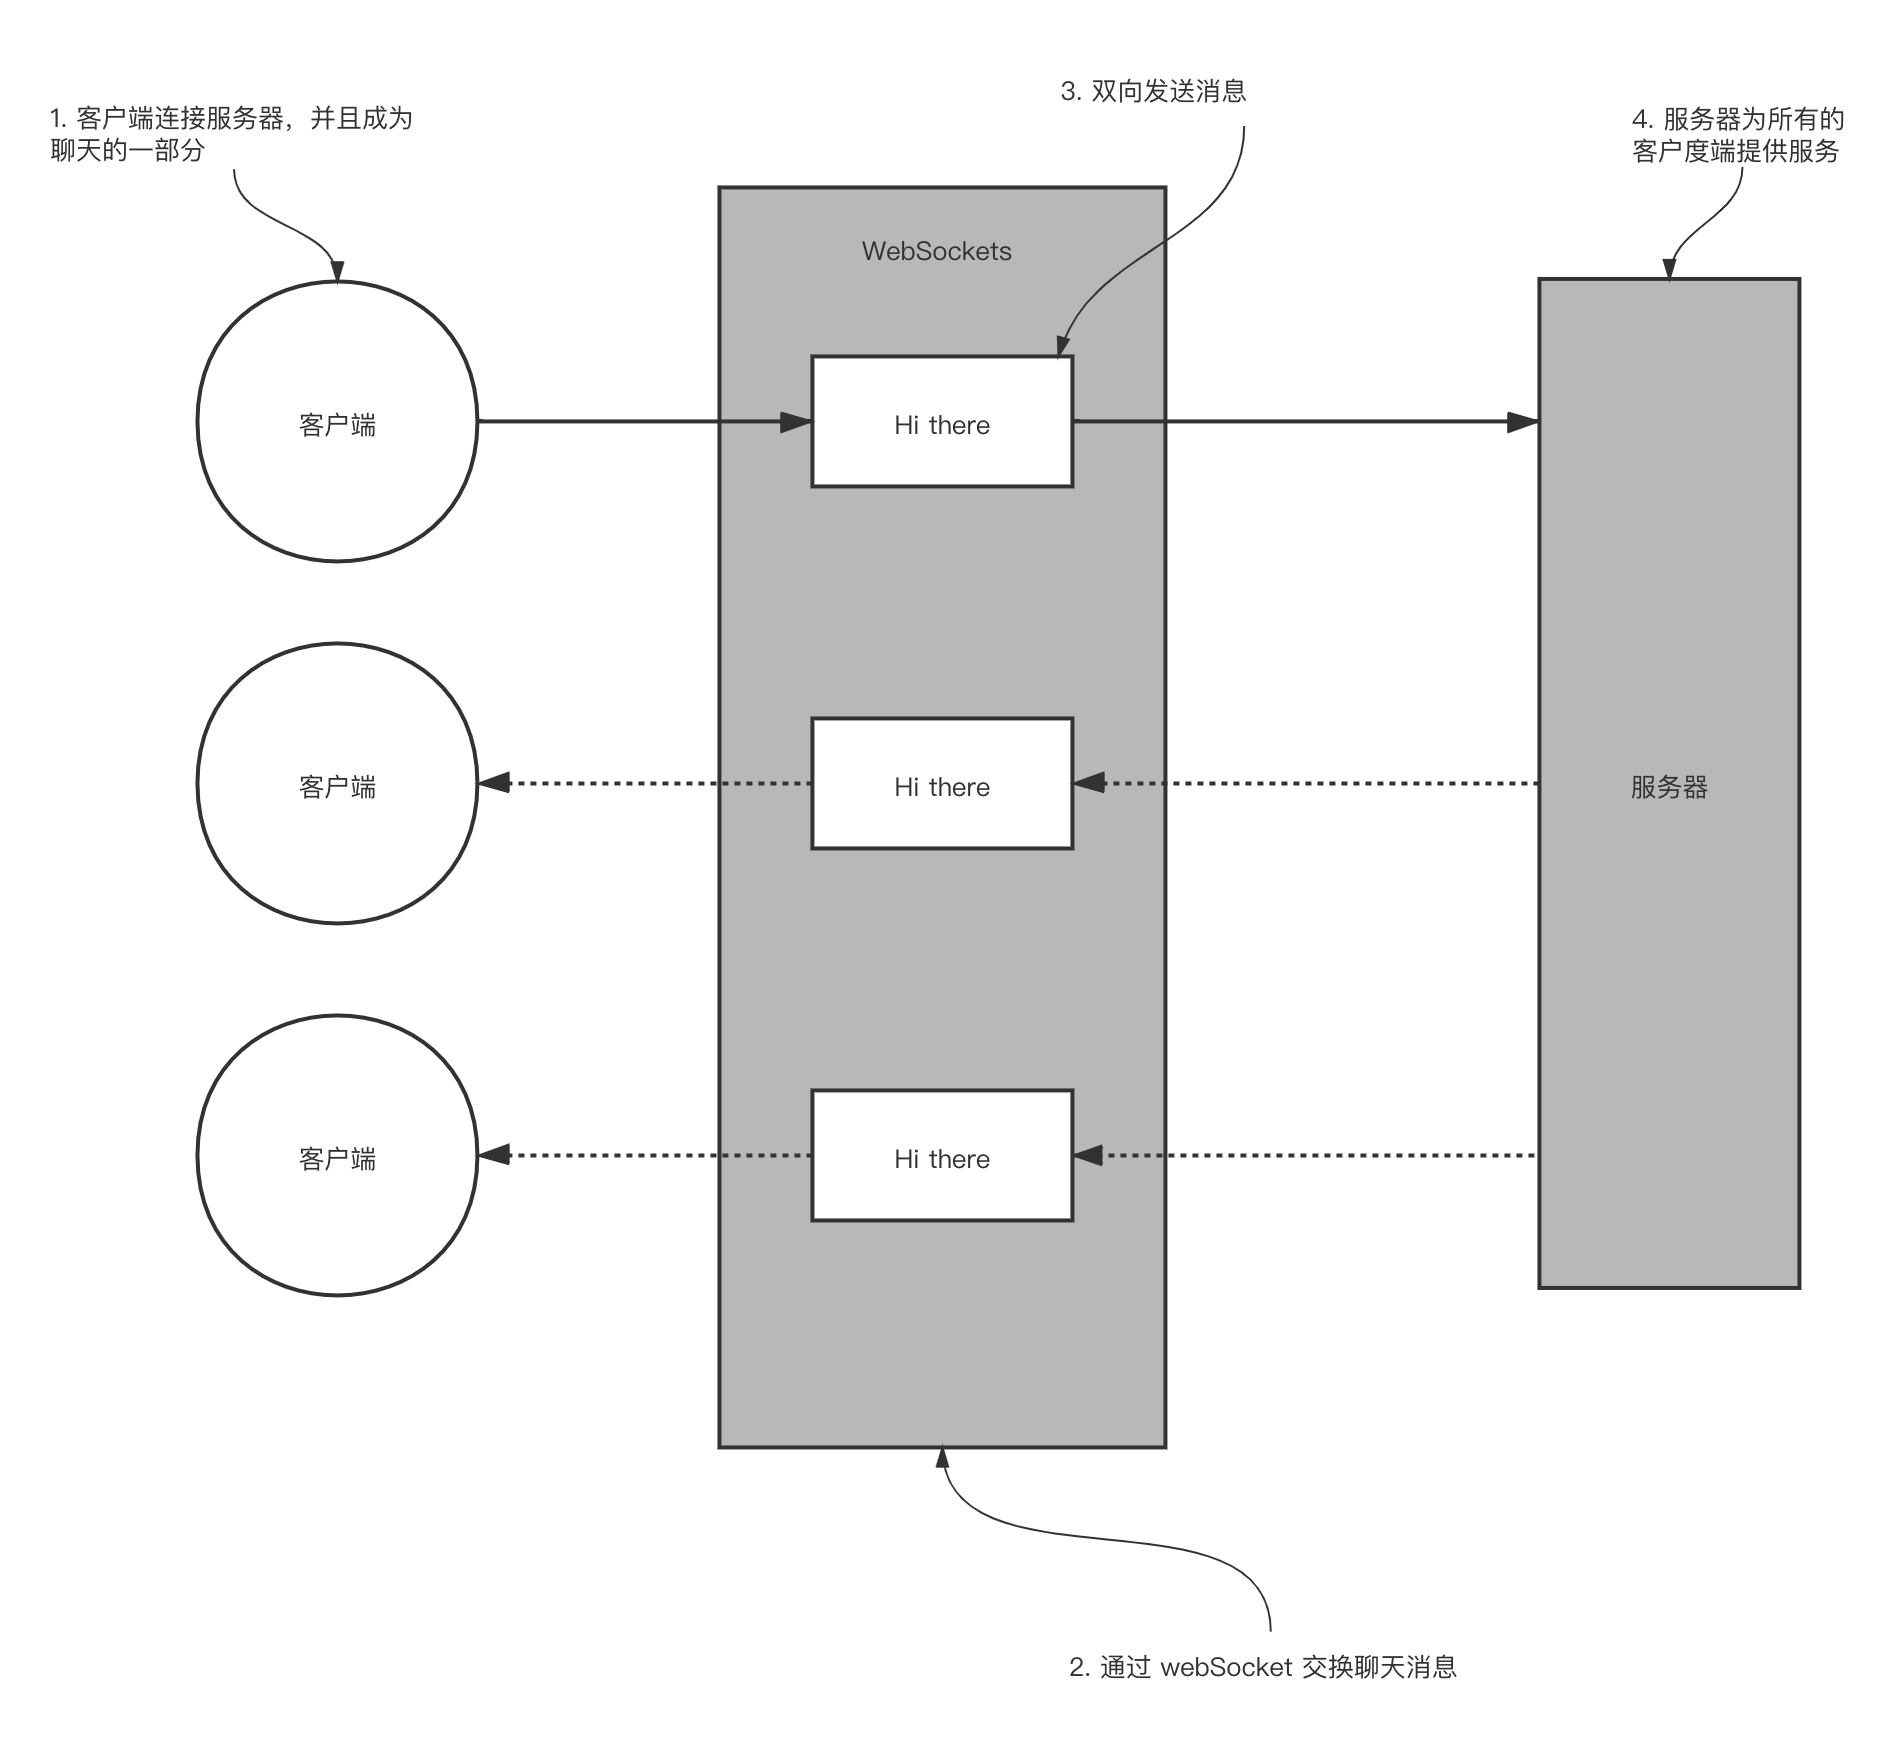 1. 客户端连接服务器，并且成为
聊天的一部分
3. 双向发送消息
4. 服务器为所有的
客户度端提供服务
WebSockets
客户端
Hi there
客户端
Hi there
服务器
客户端
Hi there
2. 通过 webSocket 交换聊天消息